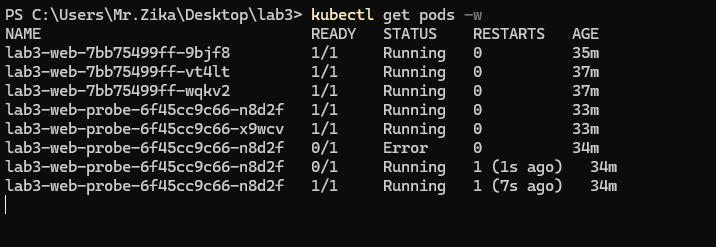 PS C:\Users\Mr.Zika\Desktop\lab3> kubectl get pods -w
NAME READY STATUS RESTARTS AGE
lab3-web-7bb75499ff-9bjf8 1/1 Running 0 35m
lab3-web-7bb75499ff-vt4lt 1/1 Running 0 37m
lab3-web-7bb75499ff-wqkv2 1/1 Running 0 37m
lab3-web-probe-6f45cc9c66-n8d2f 1/1 Running 0 33m
lab3-web-probe-6f45cc9c66-x9wcv 1/1 Running 0 33m
lab3-web-probe-6f45cc9c66-n8d2f 0/1 Error 0 34m
lab3-web-probe-6f45cc9c66-n8d2f 0/1 Running 1 (1s ago) 34m
lab3-web-probe-6f45cc9c66-n8d2f 1/1 Running 1 (7s ago) 34m